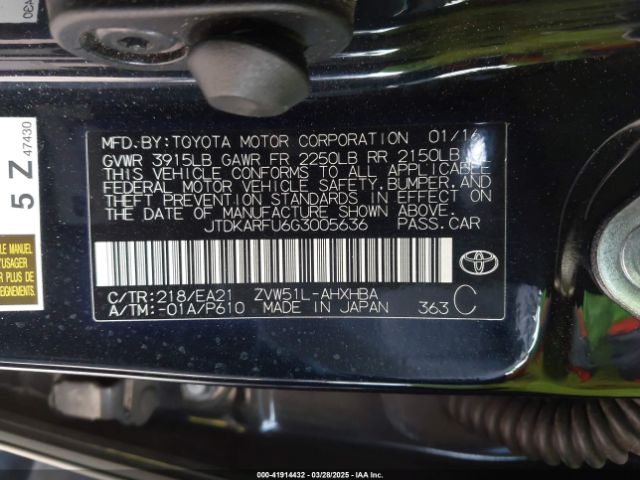 MFD.BY:TOYOTA MOTOR CORPORATION 01/16
GVWR 3915LB GAWR FR 2250LB RR 2150LB
THIS VEHICLE CONFORMS TO ALL APPLICABLE
FEDERAL MOTOR VEHICLE SAFETY,BUMPER,AND
THEFT PREVENTION STANDARDS IN EFFECT ON
THE DATE OF MANUFACTURE SHOWN ABOVE.
JTDKARFU6G3005636 PASS.CAR
C/TR:218/EA21 ZVW51L-AHXHBA
A/TM:-01A/P610 MADE IN JAPAN 363 C
TOYOTA
5 Z
47430
D'USAGER
PLUS DE
000-41914432 - 03/28/2025 - IAA